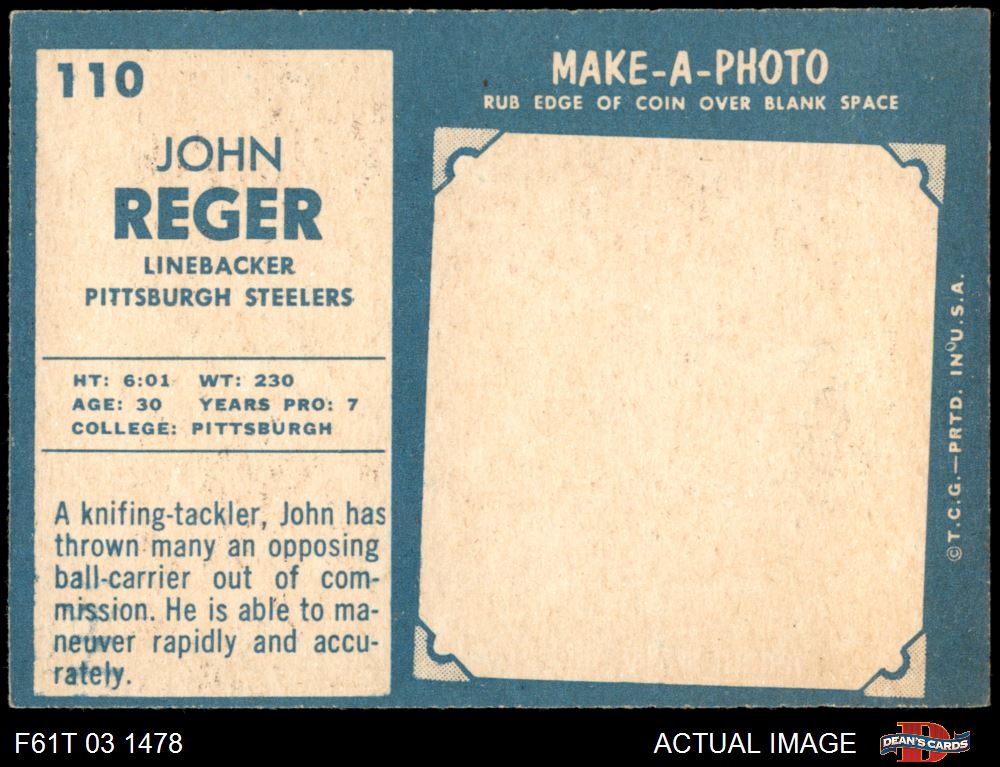 110
JOHN
REGER
LINEBACKER
PITTSBURGH STEELERS
HT: 6:01 WT: 230
AGE: 30 YEARS PRO: 7
COLLEGE: PITTSBURGH
A knifing-tackler, John has
thrown many an opposing
ball-carrier out of com-
mission. He is able to ma-
neuver rapidly and accu-
rately.
MAKE-A-PHOTO
RUB EDGE OF COIN OVER BLANK SPACE
© T.C.G.—PRTD. IN U.S.A.
F61T 03 1478
ACTUAL IMAGE
DEAN'S CARDS